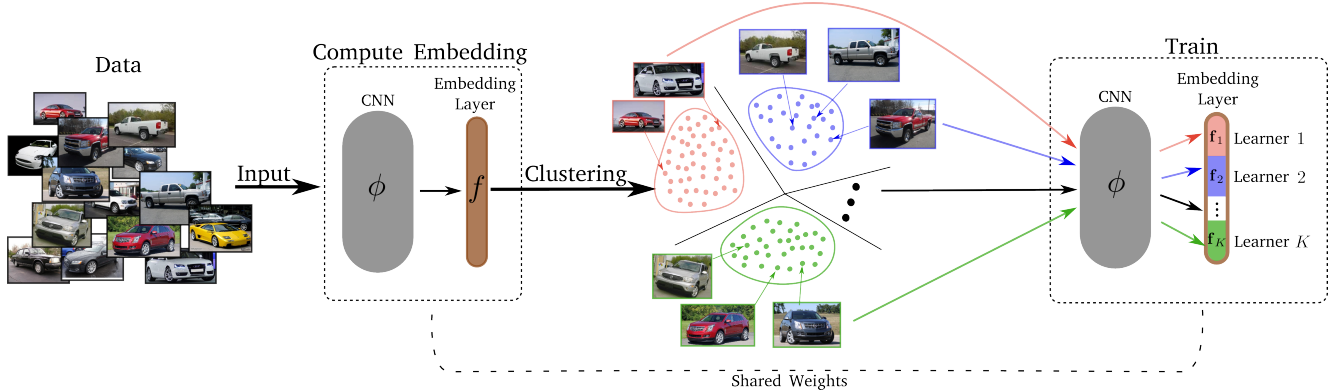 Data
Input
Compute Embedding
CNN
Embedding
Layer
ϕ
f
Clustering
Train
CNN
Embedding
Layer
ϕ
f₁ Learner 1
f₂ Learner 2
⋮
f_K Learner K
Shared Weights